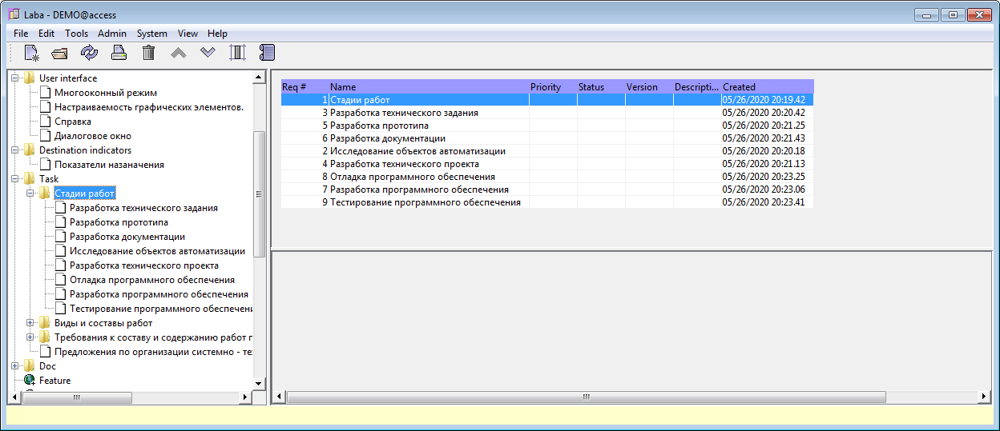 Laba - DEMO@access
File Edit Tools Admin System View Help
User interface
Многооконный режим
Настраиваемость графических элементов.
Справка
Диалоговое окно
Destination indicators
Показатели назаначения
Task
Стадии работ
Разработка технического задания
Разработка прототипа
Разработка документации
Исследование объектов автоматизации
Разработка технического проекта
Отладка программного обеспечения
Разработка программного обеспечения
Тестирование программного обеспечени
Виды и составы работ
Требования к составу и содержанию работ п
Предложения по организации системно - те
Doc
Feature
Req # Name Priority Status Version Descripti... Created
1 Стадии работ 05/26/2020 20:19.42
3 Разработка технического задания 05/26/2020 20:20.42
5 Разработка прототипа 05/26/2020 20:21.25
6 Разработка документации 05/26/2020 20:21.43
2 Исследование объектов автоматизации 05/26/2020 20:20.18
4 Разработка технического проекта 05/26/2020 20:21.13
8 Отладка программного обеспечения 05/26/2020 20:23.25
7 Разработка программного обеспечения 05/26/2020 20:23.06
9 Тестирование программного обеспечения 05/26/2020 20:23.41